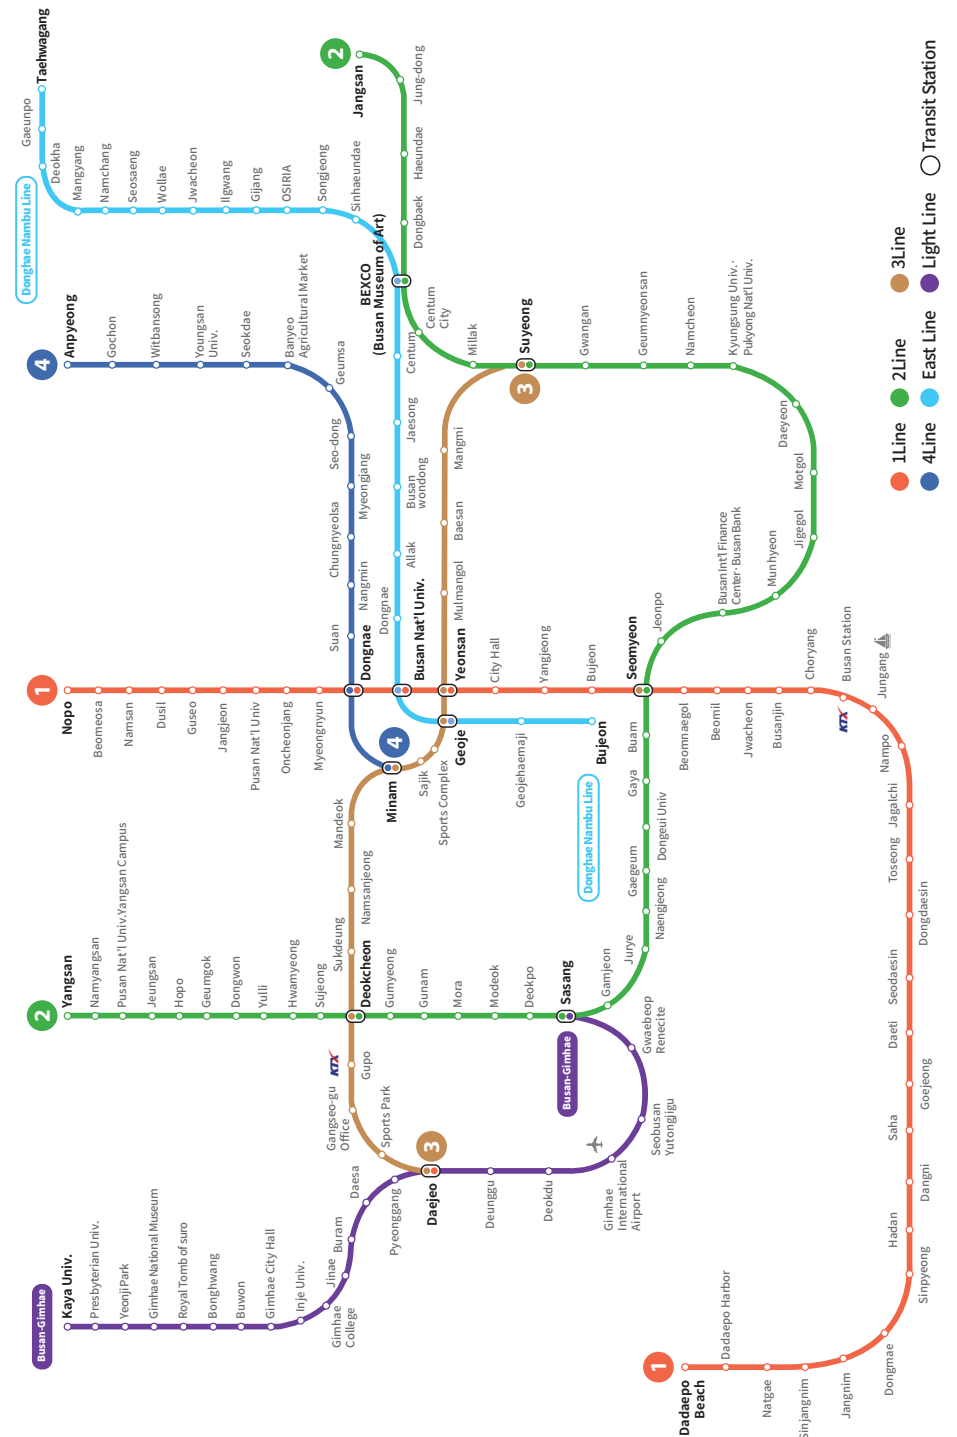 Busan-Gimhae
Kaya Univ.
Presbyterian Univ.
Yeonji Park
Gimhae National Museum
Royal Tomb of suro
Bonghwang
Buwon
Gimhae City Hall
Inje Univ.
Gimhae
College
Jinae
Buram
Daesa
Pyeonggang
Daejeo
Deunggu
Deokdu
Gimhae
International
Airport
Seobusan
Yutongjigu
Gwaebeop
Renecite
Busan-Gimhae
Sasang
2
Yangsan
Namyangsan
Pusan Nat'l Univ.Yangsan Campus
Jeungsan
Hopo
Geumgok
Dongwon
Yulli
Hwamyeong
Sujeong
Deokcheon
Gumyeong
Gunam
Mora
Modeok
Deokpo
Gamjeon
Jurye
Naengjeong
Gaegeum
Dongeui Univ
Gaya
Buam
Seomyeon
Jeonpo
Busan Int'l Finance
Center·Busan Bank
Munhyeon
Jigegol
Motgol
Daeyeon
Kyungsung Univ.·
Pukyong Nat'l Univ.
Namcheon
Geumnyeonsan
Gwangan
Suyeong
Millak
Centum
City
BEXCO
(Busan Museum of Art)
Dongbaek
Haeundae
Jung-dong
Jangsan
2
3
Sports Park
Gangseo-gu
Office
KTX
Gupo
Sukdeung
Namsanjeong
Mandeok
Minam
4
Sajik
Sports Complex
Geoje
Yeonsan
Mulmangol
Baesan
Mangmi
3
1
Nopo
Beomeosa
Namsan
Dusil
Guseo
Jangjeon
Pusan Nat'l Univ
Oncheonjang
Myeongnyun
Dongnae
Busan Nat'l Univ.
City Hall
Yangjeong
Bujeon
Beomnaegol
Beomil
Jwacheon
Busanjin
Choryang
KTX
Busan Station
Jungang
Nampo
Jagalchi
Toseong
Dongdaesin
Seodaesin
Daeti
Goejeong
Saha
Dangni
Hadan
Sinpyeong
Dongmae
Jangnim
Sinjangnim
Natgae
Dadaepo Harbor
Dadaepo
Beach
1
4
Anpyeong
Gochon
Witbansong
Youngsan
Univ.
Seokdae
Banyeo
Agricultural Market
Geumsa
Seo-dong
Myeongjang
Chungnyeolsa
Nangmin
Suan
Donghae Nambu Line
Taehwagang
Gaeunpo
Deokha
Mangyang
Namchang
Seosaeng
Wollae
Jwacheon
Ilgwang
Gijang
OSIRIA
Songjeong
Sinhaeundae
Centum
Jaesong
Busan
wondong
Allak
Dongnae
Geojehaemaji
Bujeon
Donghae Nambu Line
1Line
2Line
3Line
4Line
East Line
Light Line
Transit Station